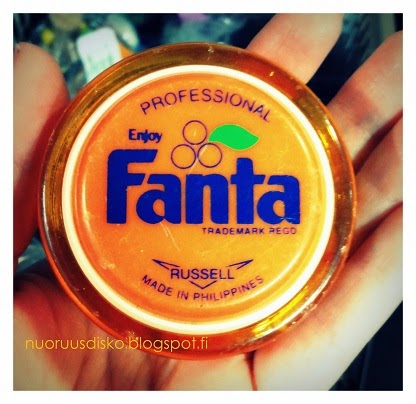 PROFESSIONAL
Enjoy
Fanta
TRADEMARK REGD
RUSSELL
MADE IN PHILIPPINES
nuoruusdisko.blogspot.fi